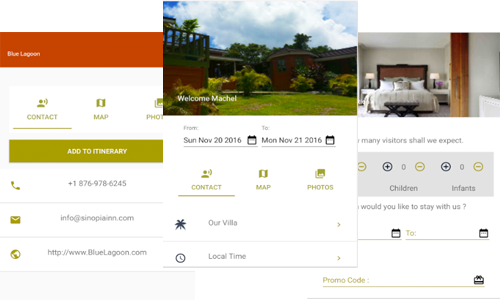 Blue Lagoon
CONTACT MAP PHOT
ADD TO ITINERARY
+1 876-978-6245
info@sinopiainn.com
http://www.BlueLagoon.com
Welcome Machel
From: To:
Sun Nov 20 2016 Mon Nov 21 2016
CONTACT MAP PHOTOS
Our Villa
Local Time
many visitors shall we expect.
0 0
Children Infants
would you like to stay with us ?
To:
Promo Code :